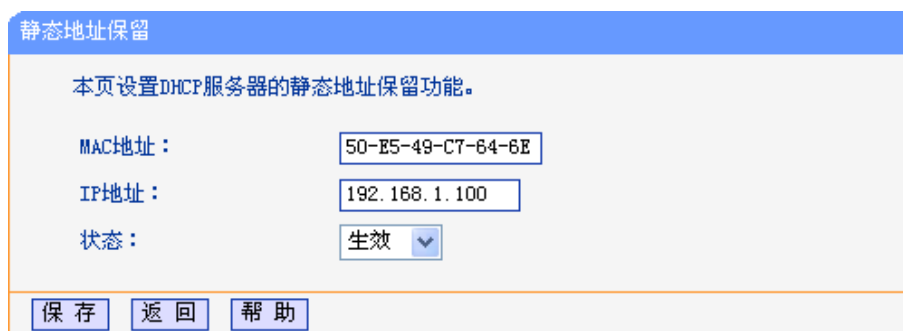 静态地址保留
本页设置DHCP服务器的静态地址保留功能。
MAC地址： 50-E5-49-C7-64-6E
IP地址： 192.168.1.100
状态： 生效
保 存 返 回 帮 助